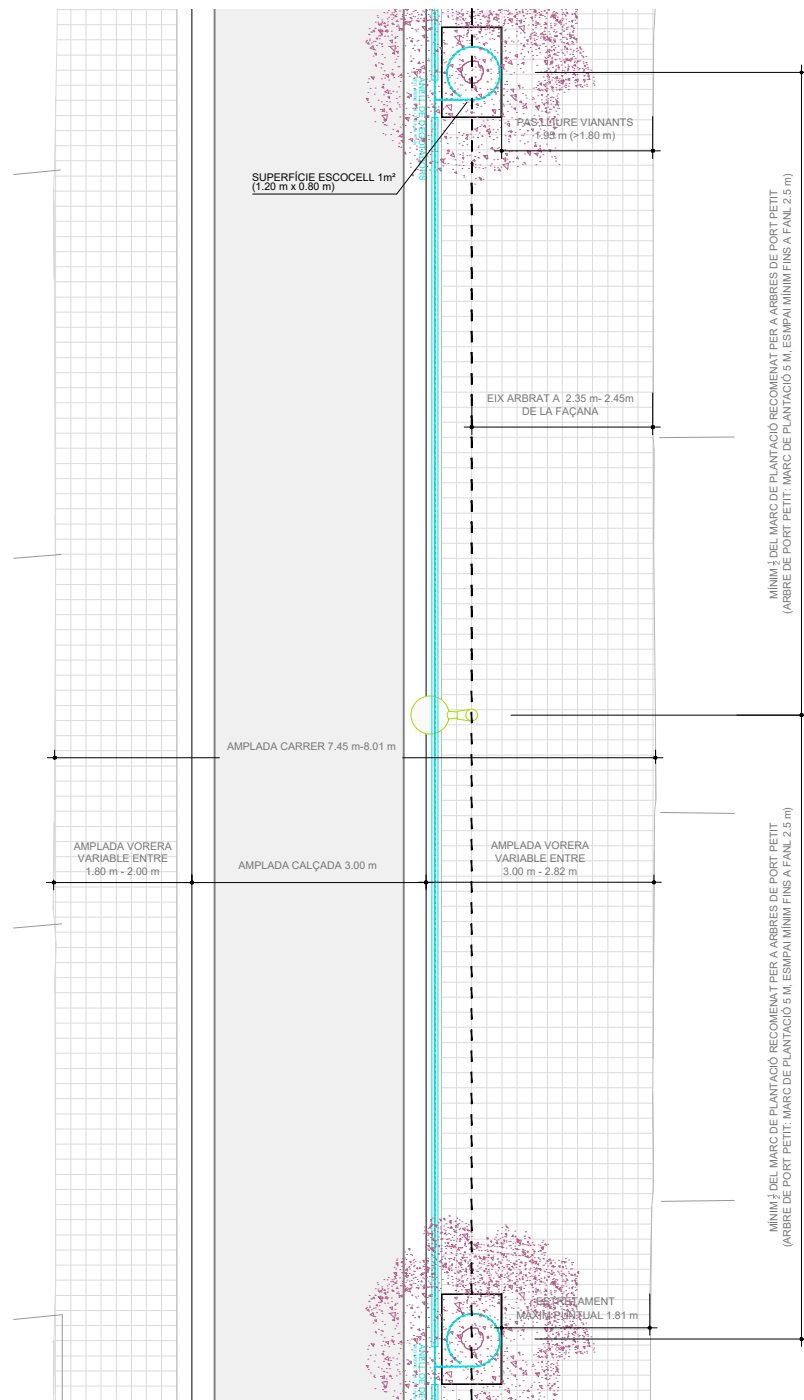 PAS LLIURE VIANANTS
1.99 m (>1.80 m)
SUPERFÍCIE ESCOCELL 1m²
(1.20 m x 0.80 m)
MÍNIM ½ DEL MARC DE PLANTACIÓ RECOMENAT PER A ARBRES DE PORT PETIT
(ARBRE DE PORT PETIT: MARC DE PLANTACIÓ 5 M, ESMPAI MÍNIM FINS A FANL 2.5 m)
EIX ARBRAT A 2.35 m- 2.45m
DE LA FAÇANA
AMPLADA CARRER 7.45 m-8.01 m
AMPLADA VORERA
VARIABLE ENTRE
1.80 m - 2.00 m
AMPLADA CALÇADA 3.00 m
AMPLADA VORERA
VARIABLE ENTRE
3.00 m - 2.82 m
MÍNIM ½ DEL MARC DE PLANTACIÓ RECOMENAT PER A ARBRES DE PORT PETIT
(ARBRE DE PORT PETIT: MARC DE PLANTACIÓ 5 M, ESMPAI MÍNIM FINS A FANL 2.5 m)
ESTRETAMENT
MÀXIM PUNTUAL 1.81 m